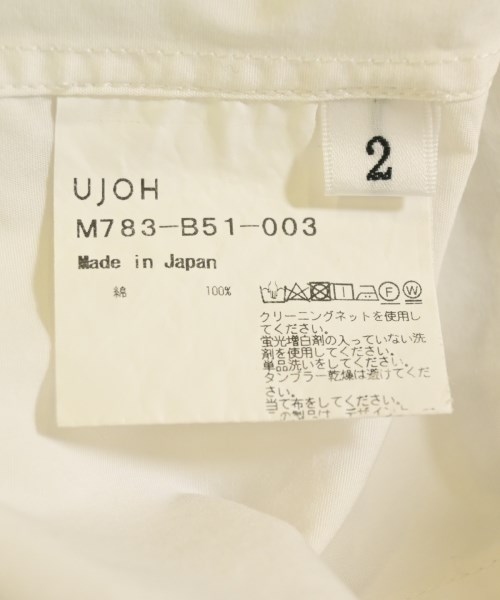 2
UJOH
M783-B51-003
Made in Japan
綿 100%
F W
クリーニングネットを使用し
てください。
蛍光増白剤の入っていない洗
剤を使用してください。
単品洗いをしてください。
タンブラー乾燥は避けてくだ
さい。
当て布をしてください。